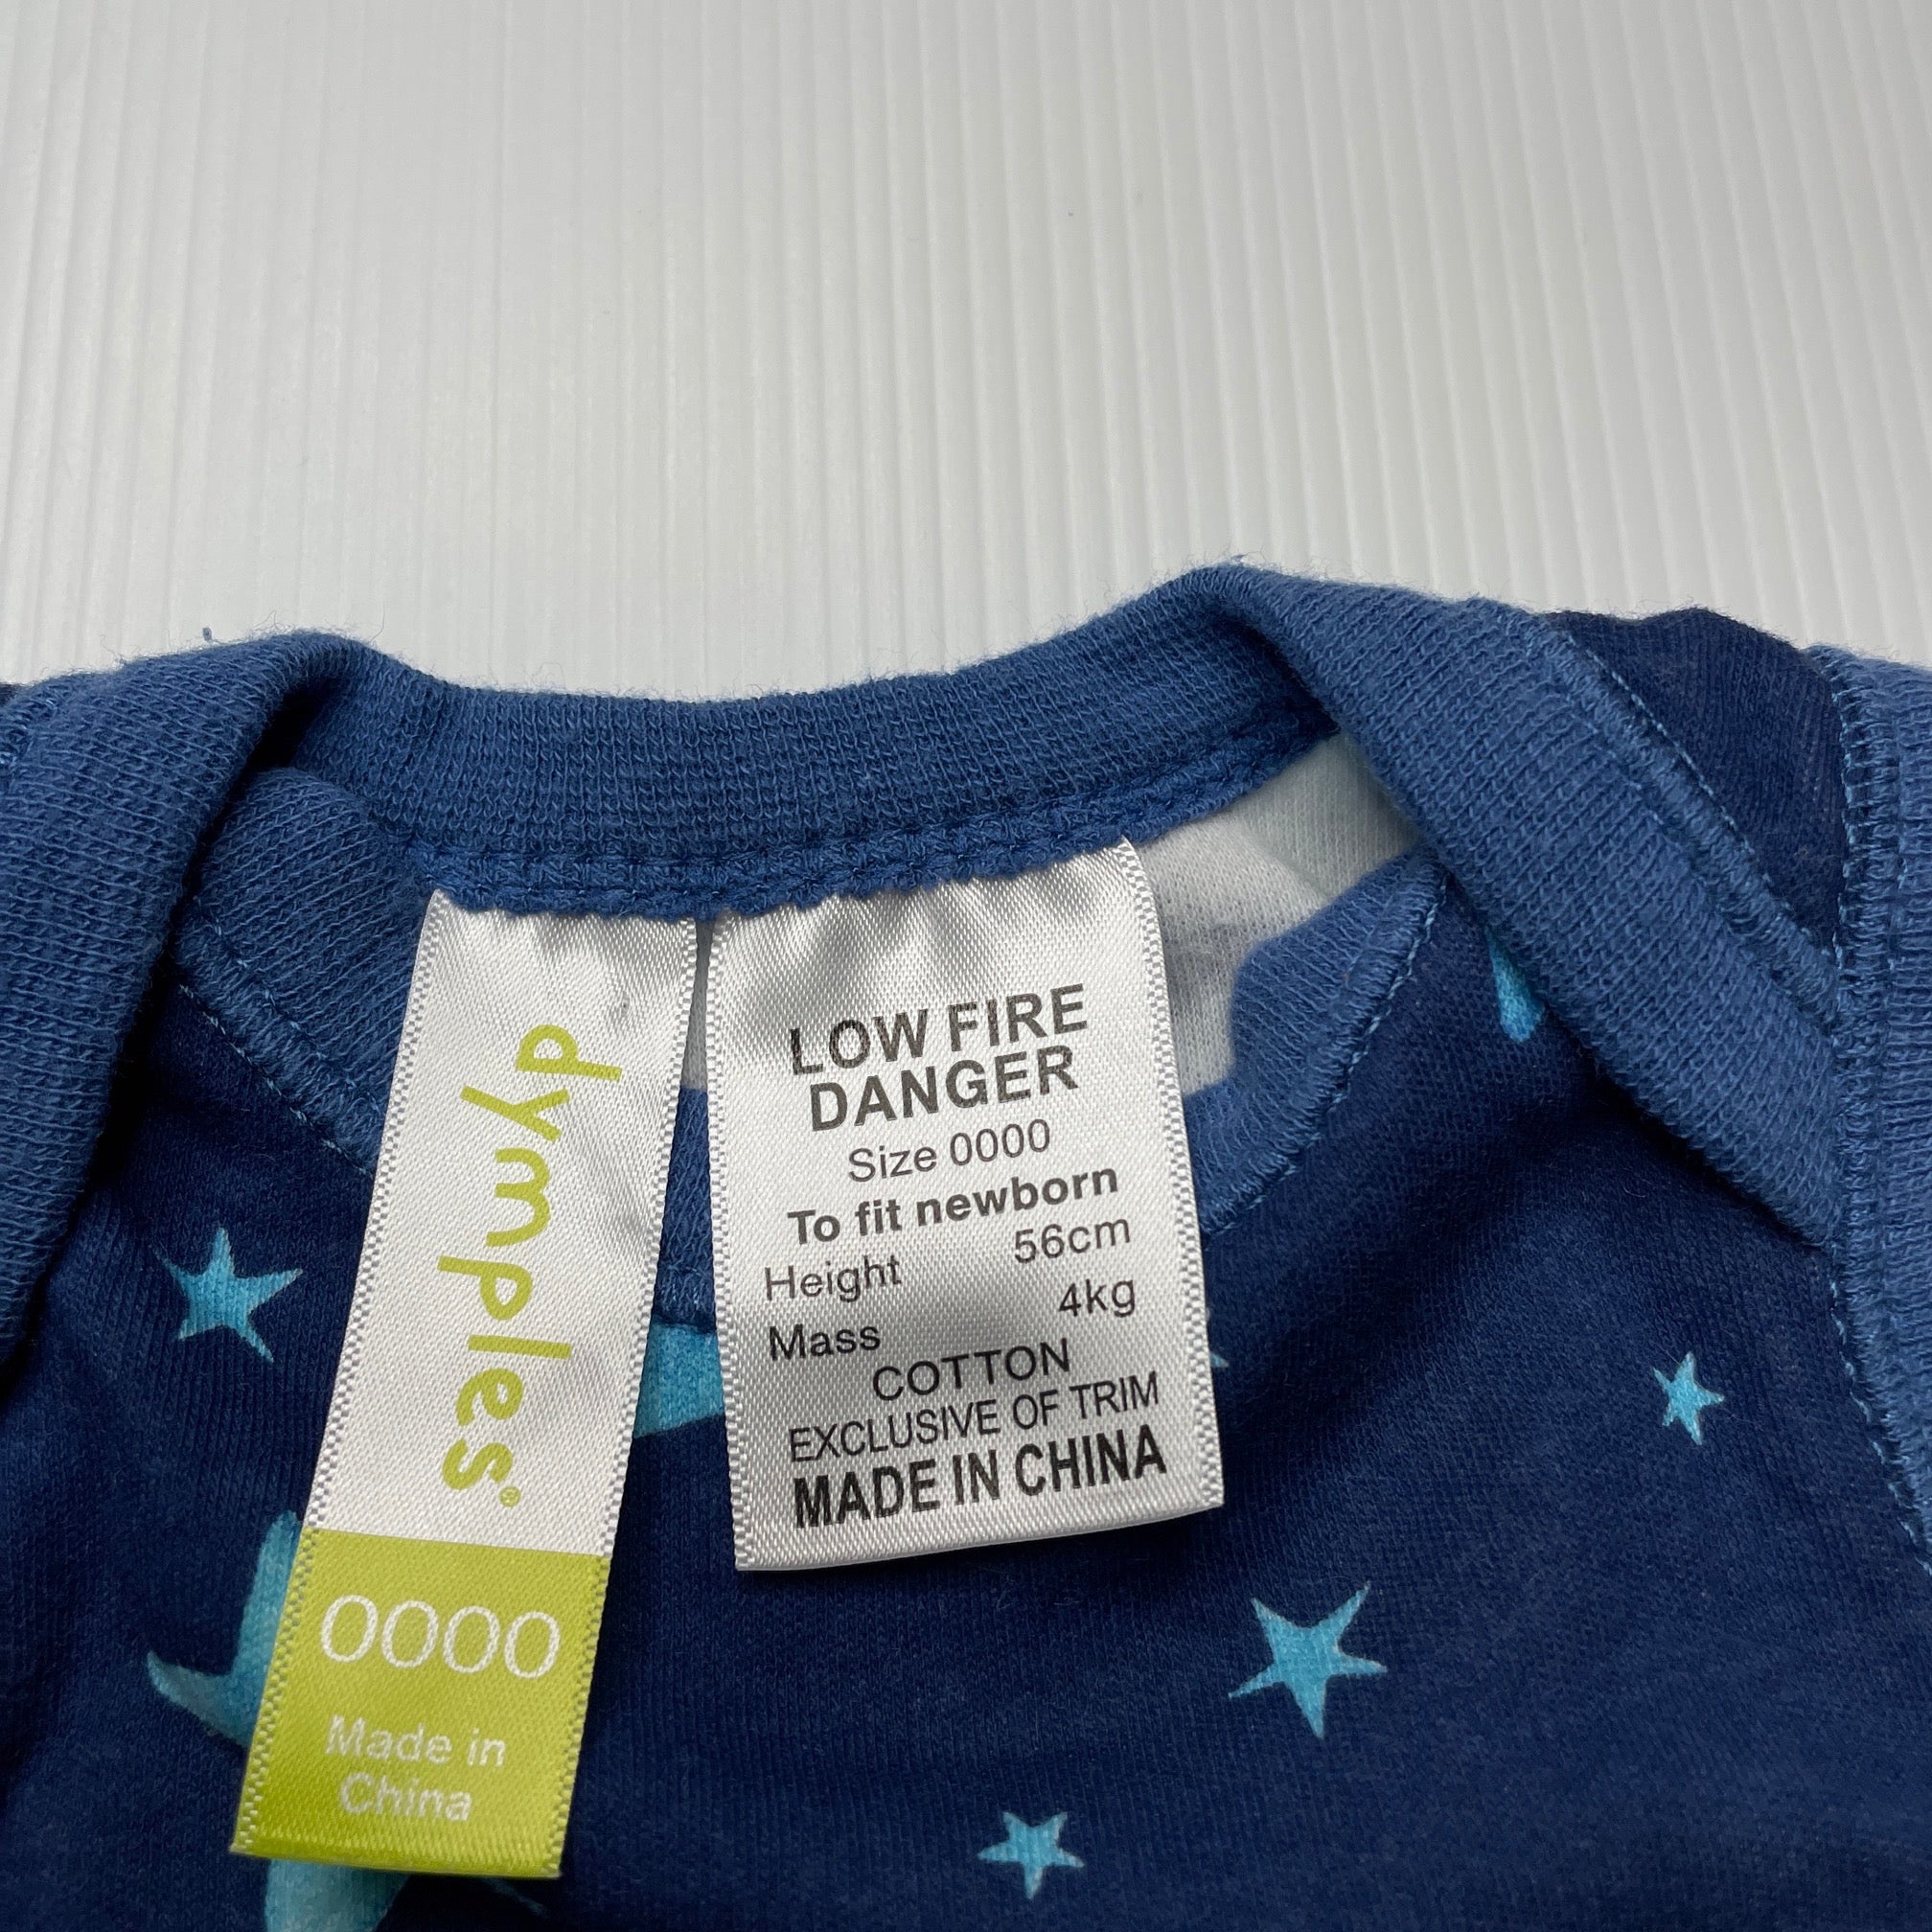 dymples®
0000
Made in
China
LOW FIRE
DANGER
Size 0000
To fit newborn
Height 56cm
Mass 4kg
COTTON
EXCLUSIVE OF TRIM
MADE IN CHINA